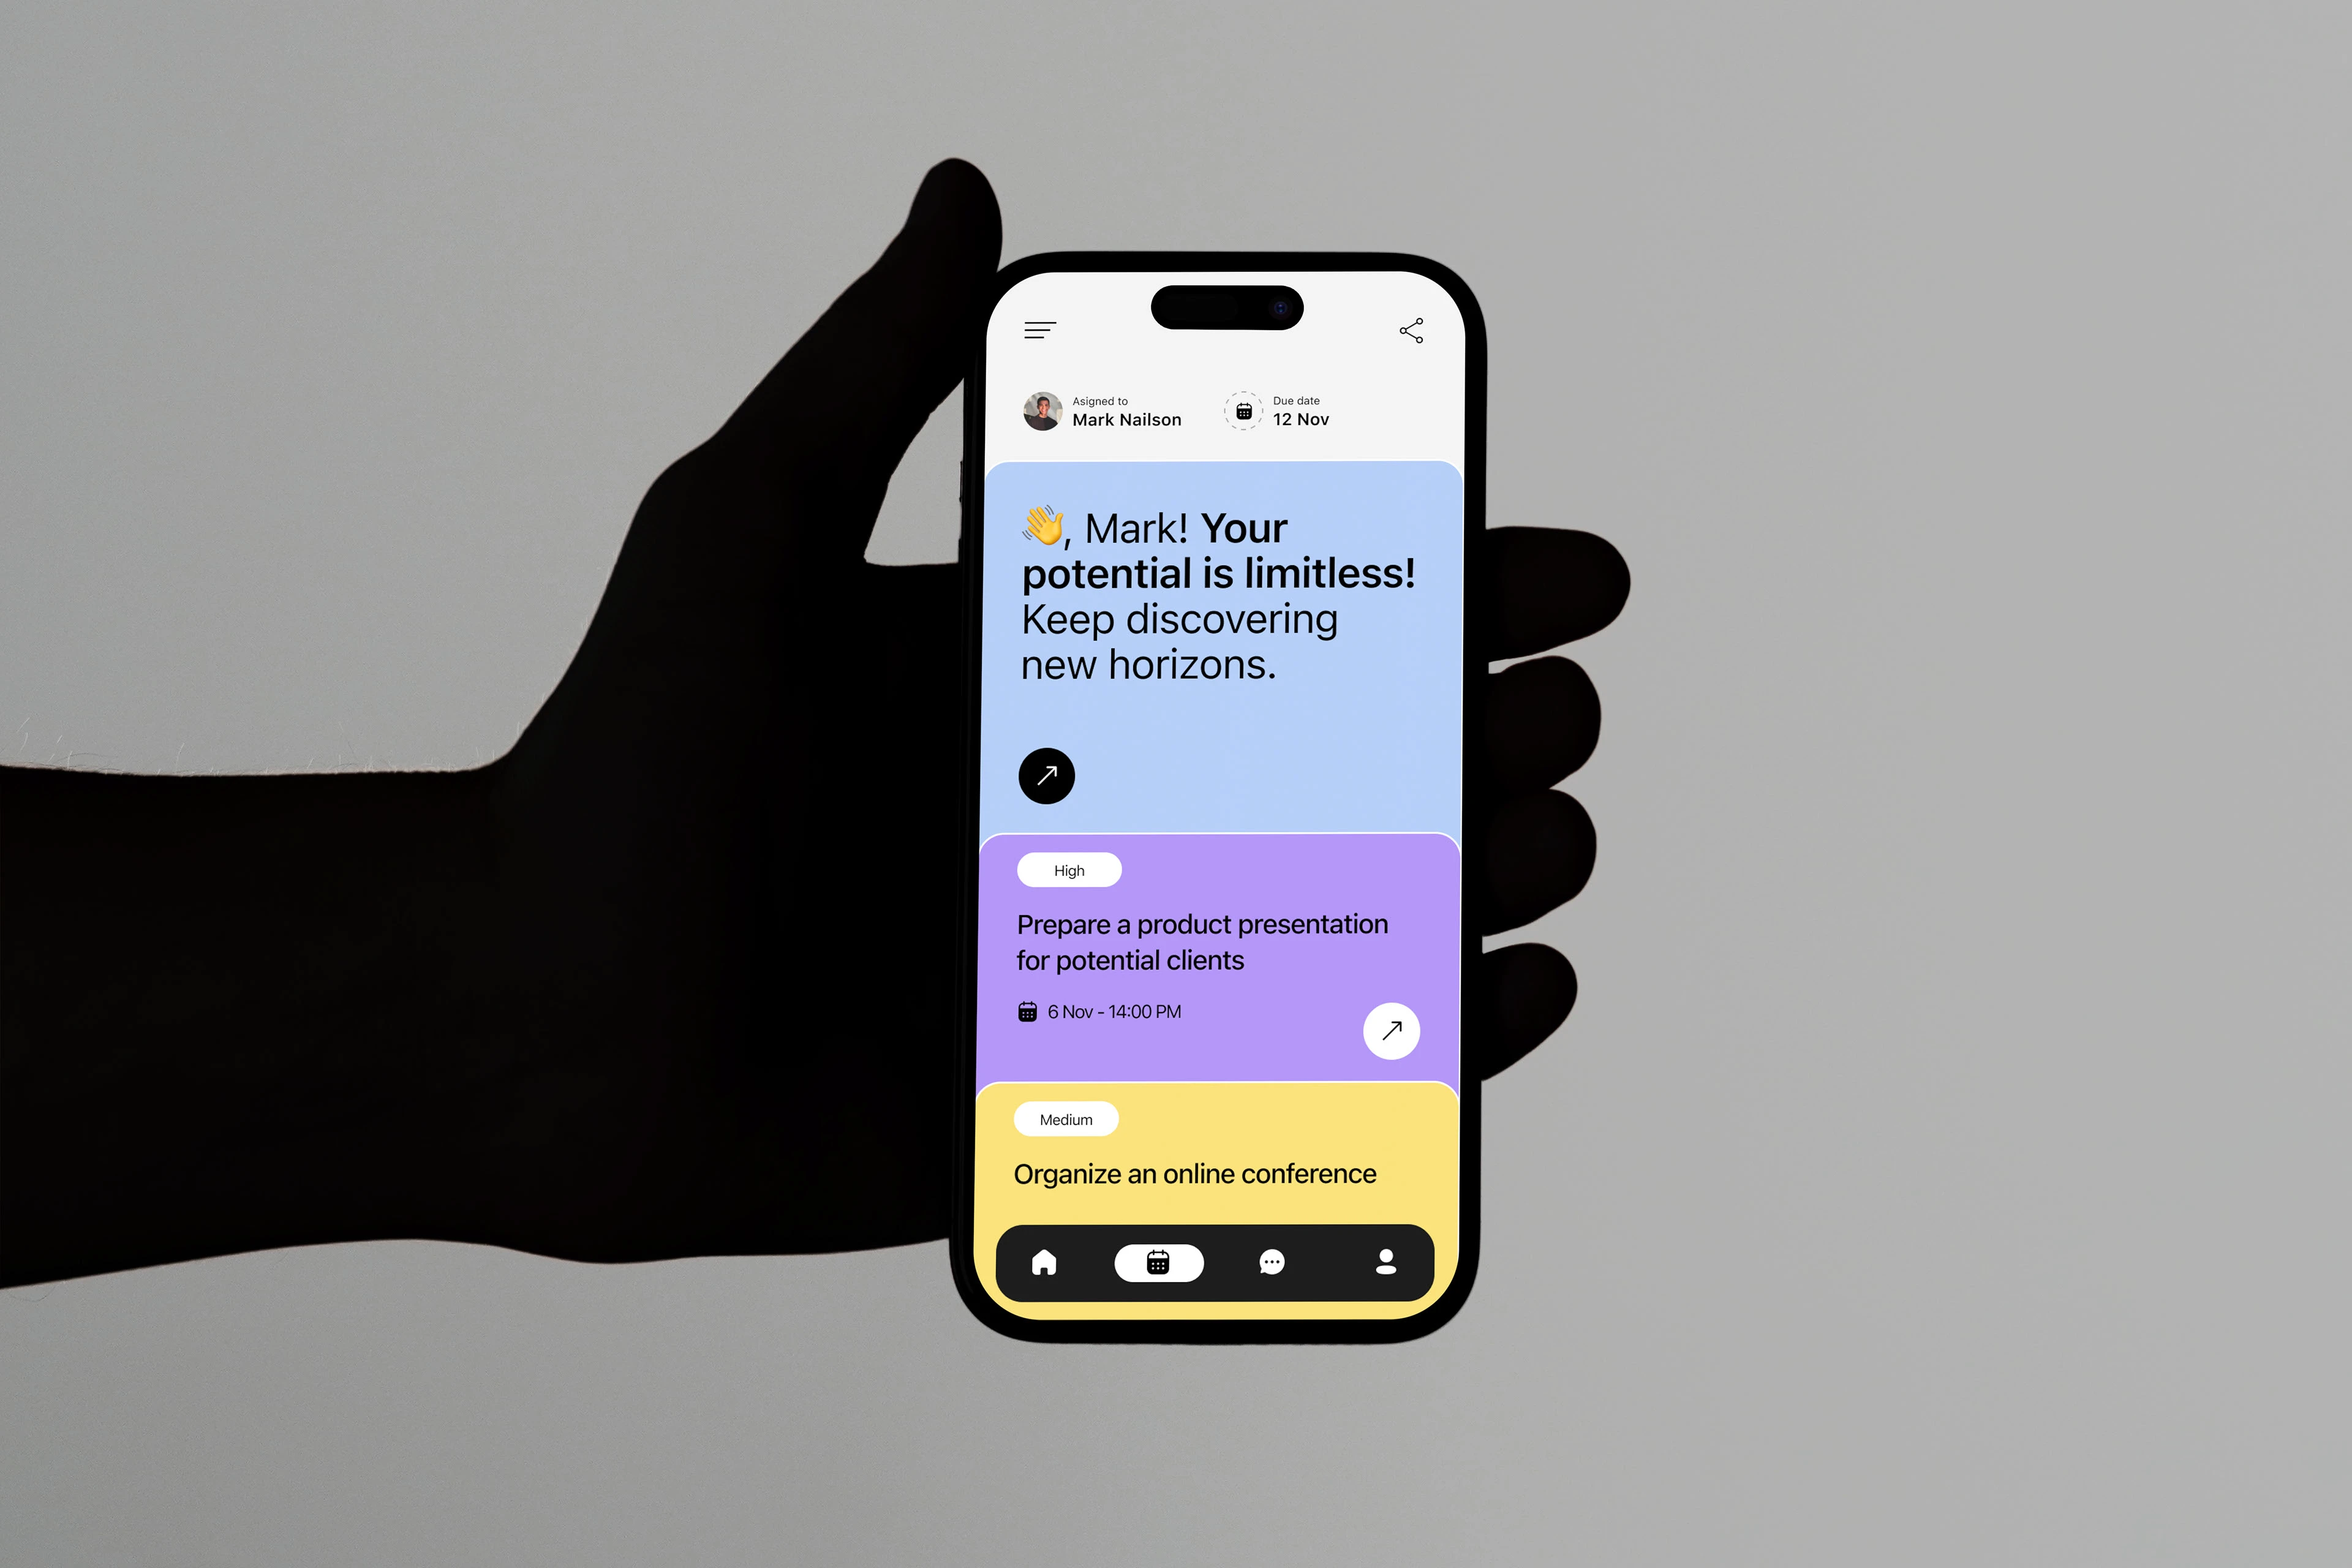 Asigned to
Mark Nailson
Due date
12 Nov
👋, Mark! Your
potential is limitless!
Keep discovering
new horizons.
High
Prepare a product presentation
for potential clients
6 Nov - 14:00 PM
Medium
Organize an online conference